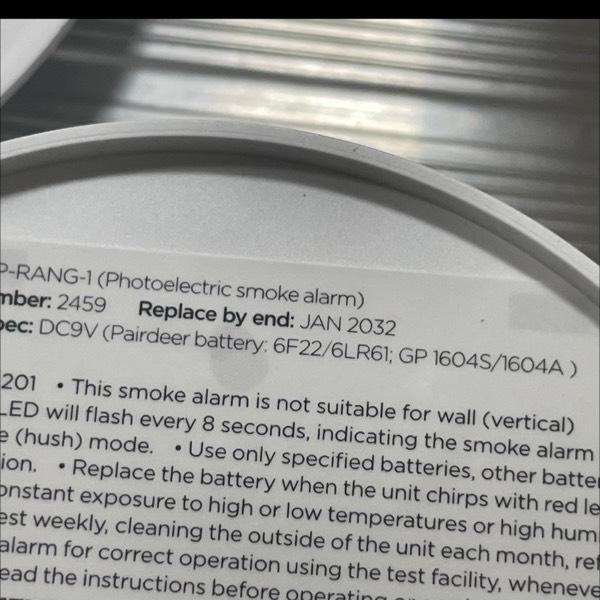 P-RANG-1 (Photoelectric smoke alarm)
mber: 2459 Replace by end: JAN 2032
pec: DC9V (Pairdeer battery: 6F22/6LR61; GP 1604S/1604A )
201 • This smoke alarm is not suitable for wall (vertical)
LED will flash every 8 seconds, indicating the smoke alarm
e (hush) mode. • Use only specified batteries, other batte
ion. • Replace the battery when the unit chirps with red le
onstant exposure to high or low temperatures or high hum
est weekly, cleaning the outside of the unit each month, re
alarm for correct operation using the test facility, wheneve
ead the instructions before operating